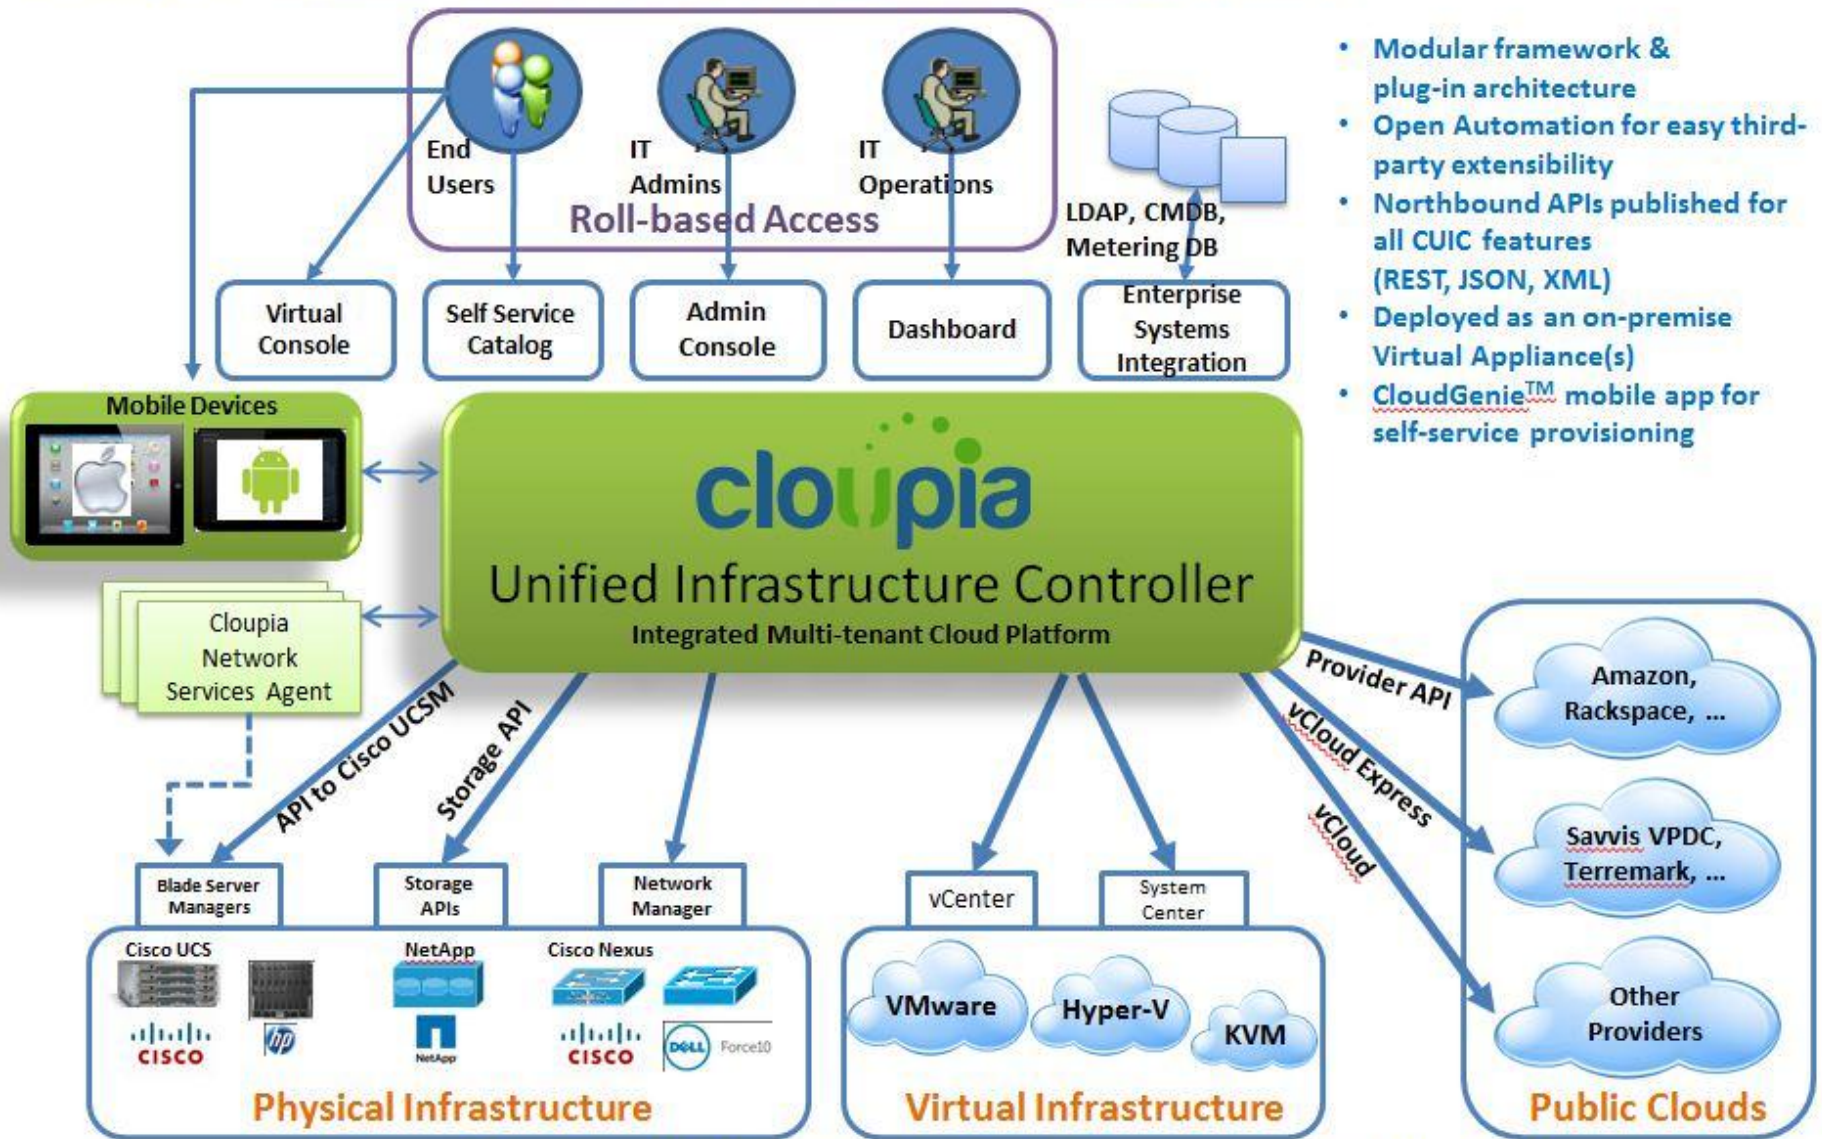 End
Users
IT
Admins
IT
Operations
Roll-based Access
LDAP, CMDB,
Metering DB
Virtual
Console
Self Service
Catalog
Admin
Console
Dashboard
Enterprise
Systems
Integration
• Modular framework &
plug-in architecture
• Open Automation for easy third-
party extensibility
• Northbound APIs published for
all CUIC features
(REST, JSON, XML)
• Deployed as an on-premise
Virtual Appliance(s)
• CloudGenie™ mobile app for
self-service provisioning
Mobile Devices
cloupia
Unified Infrastructure Controller
Integrated Multi-tenant Cloud Platform
Cloupia
Network
Services Agent
API to Cisco UCSM
Storage API
Provider API
vCloud Express
vCloud
Blade Server
Managers
Storage
APIs
Network
Manager
vCenter
System
Center
Cisco UCS
CISCO
hp
NetApp
NetApp
Cisco Nexus
CISCO
DELL
Force10
Physical Infrastructure
VMware
Hyper-V
KVM
Virtual Infrastructure
Amazon,
Rackspace, ...
Savvis VPDC,
Terremark, ...
Other
Providers
Public Clouds